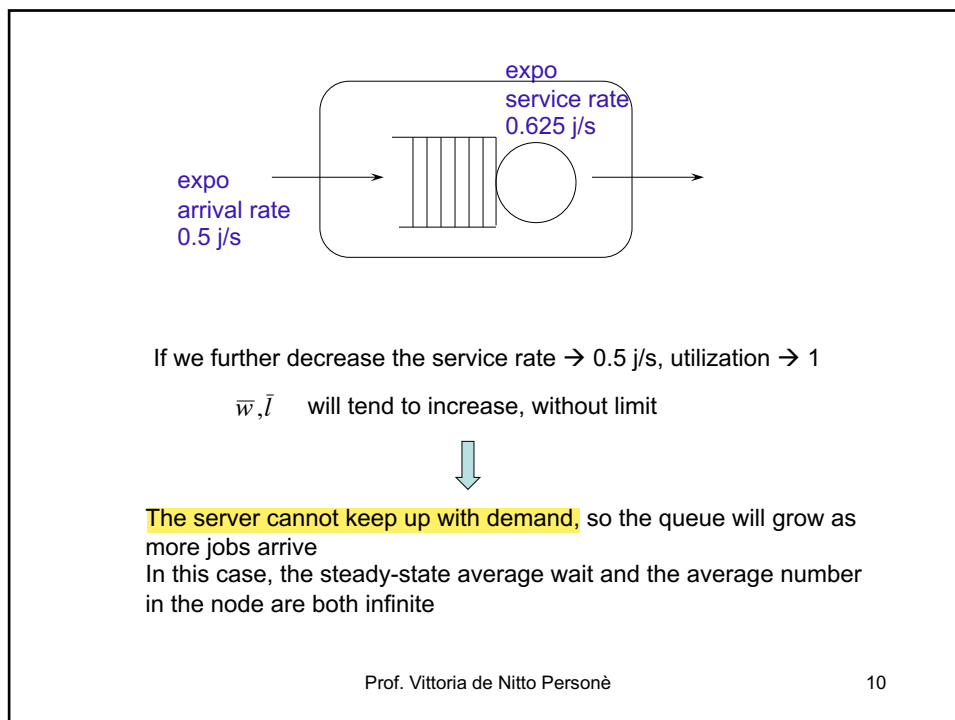 expo
service rate
0.625 j/s
expo
arrival rate
0.5 j/s
If we further decrease the service rate → 0.5 j/s, utilization → 1
w̅, l̅ will tend to increase, without limit
The server cannot keep up with demand, so the queue will grow as
more jobs arrive
In this case, the steady-state average wait and the average number
in the node are both infinite
Prof. Vittoria de Nitto Personè 10